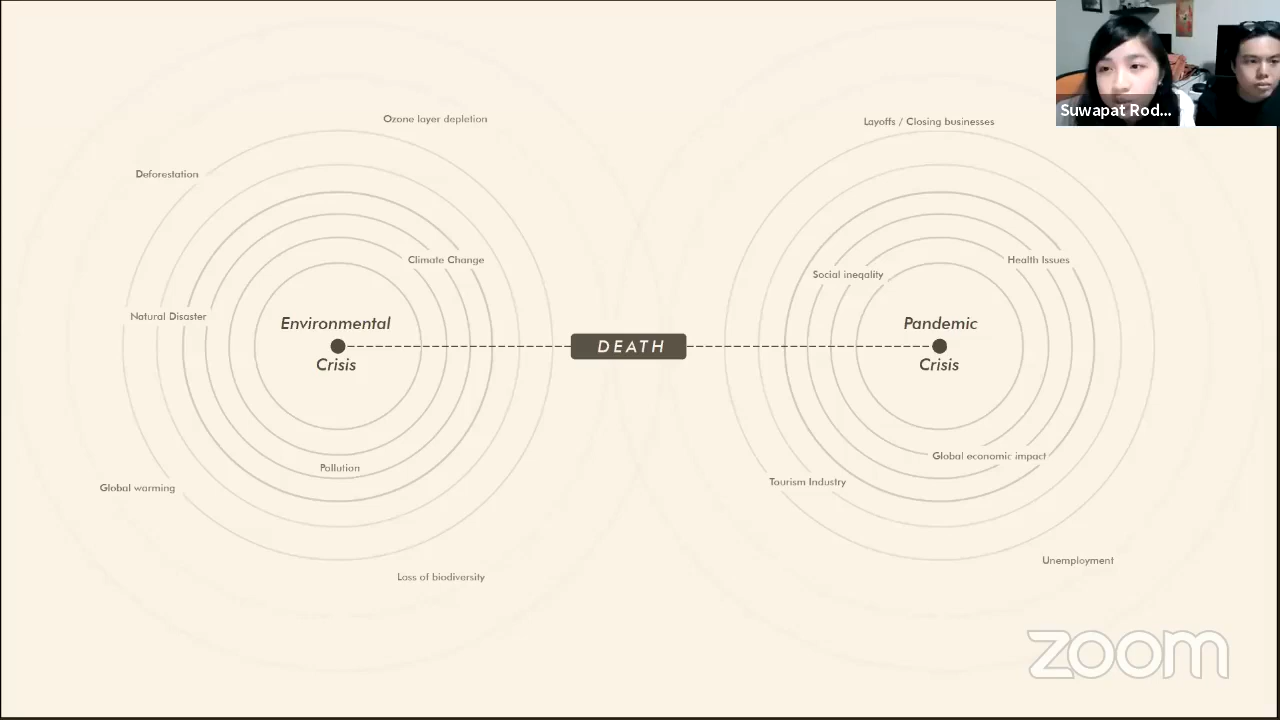 Suwapat Rod...
Ozone layer depletion
Layoffs / Closing businesses
Deforestation
Climate Change
Health Issues
Social ineqality
Natural Disaster
Environmental
Crisis
DEATH
Pandemic
Crisis
Global economic impact
Pollution
Tourism Industry
Global warming
Unemployment
Loss of biodiversity
zoom